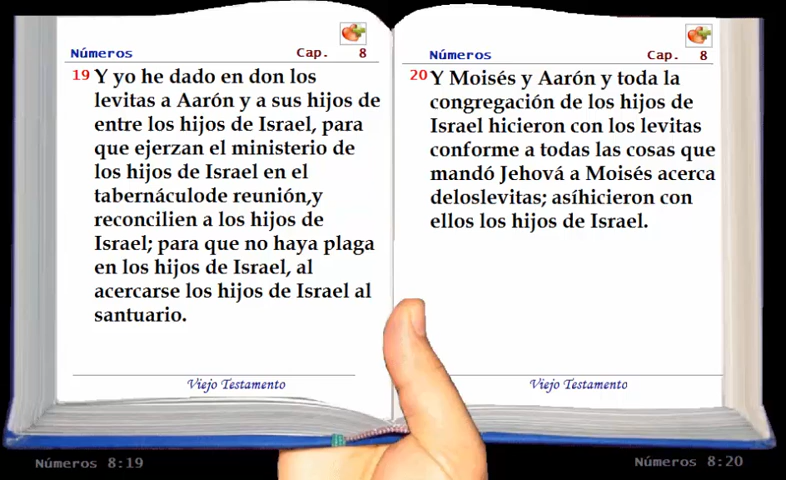 Números Cap. 8
19 Y yo he dado en don los
levitas a Aarón y a sus hijos de
entre los hijos de Israel, para
que ejerzan el ministerio de
los hijos de Israel en el
tabernáculode reunión,y
reconcilien a los hijos de
Israel; para que no haya plaga
en los hijos de Israel, al
acercarse los hijos de Israel al
santuario.
Viejo Testamento
Números 8:19
Números Cap. 8
20 Y Moisés y Aarón y toda la
congregación de los hijos de
Israel hicieron con los levitas
conforme a todas las cosas que
mandó Jehová a Moisés acerca
deloslevitas; asíhicieron con
ellos los hijos de Israel.
Viejo Testamento
Números 8:20